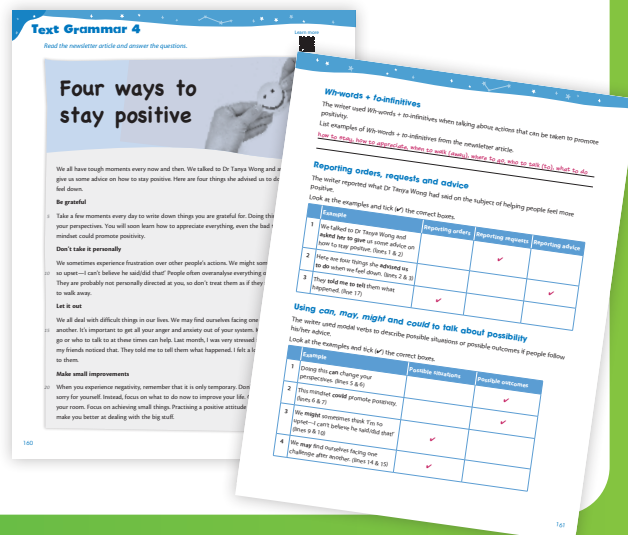 Text Grammar 4
Read the newsletter article and answer the questions.
Learn more
Four ways to
stay positive
We all have tough moments every now and then. We talked to Dr Tanya Wong and a
give us some advice on how to stay positive. Here are four things she advised us to d
feel down.
Be grateful
5 Take a few moments every day to write down things you are grateful for. Doing thi
your perspectives. You will soon learn how to appreciate everything, even the bad
mindset could promote positivity.
Don't take it personally
We sometimes experience frustration over other people's actions. We might som
10 so upset—I can't believe he said/did that!' People often overanalyse everything o
They are probably not personally directed at you, so don't treat them as if they
to walk away.
Let it out
We all deal with difficult things in our lives. We may find ourselves facing one
15 another. It's important to get all your anger and anxiety out of your system. K
go or who to talk to at these times can help. Last month, I was very stressed
my friends noticed that. They told me to tell them what happened. I felt a lo
to them.
Make small improvements
20 When you experience negativity, remember that it is only temporary. Don
sorry for yourself. Instead, focus on what to do now to improve your life.
your room. Focus on achieving small things. Practising a positive attitude
make you better at dealing with the big stuff.
160
Wh-words + to-infinitives
The writer used Wh-words + to-infinitives when talking about actions that can be taken to promote
positivity.
List examples of Wh-words + to-infinitives from the newsletter article.
how to stay, how to appreciate, when to walk (away), where to go, who to talk (to), what to do
Reporting orders, requests and advice
The writer reported what Dr Tanya Wong had said on the subject of helping people feel more
positive.
Look at the examples and tick (✔) the correct boxes.
Example Reporting orders Reporting requests Reporting advice
1 We talked to Dr Tanya Wong and
asked her to give us some advice on
how to stay positive. (lines 1 & 2) ✔
2 Here are four things she advised us
to do when we feel down. (lines 2 & 3) ✔
3 They told me to tell them what
happened. (line 17) ✔
Using can, may, might and could to talk about possibility
The writer used modal verbs to describe possible situations or possible outcomes if people follow
his/her advice.
Look at the examples and tick (✔) the correct boxes.
Example Possible situations Possible outcomes
1 Doing this can change your
perspectives. (lines 5 & 6) ✔
2 This mindset could promote positivity.
(lines 6 & 7) ✔
3 We might sometimes think 'I'm so
upset—I can't believe he said/did that!'
(lines 9 & 10) ✔
4 We may find ourselves facing one
challenge after another. (lines 14 & 15) ✔
161